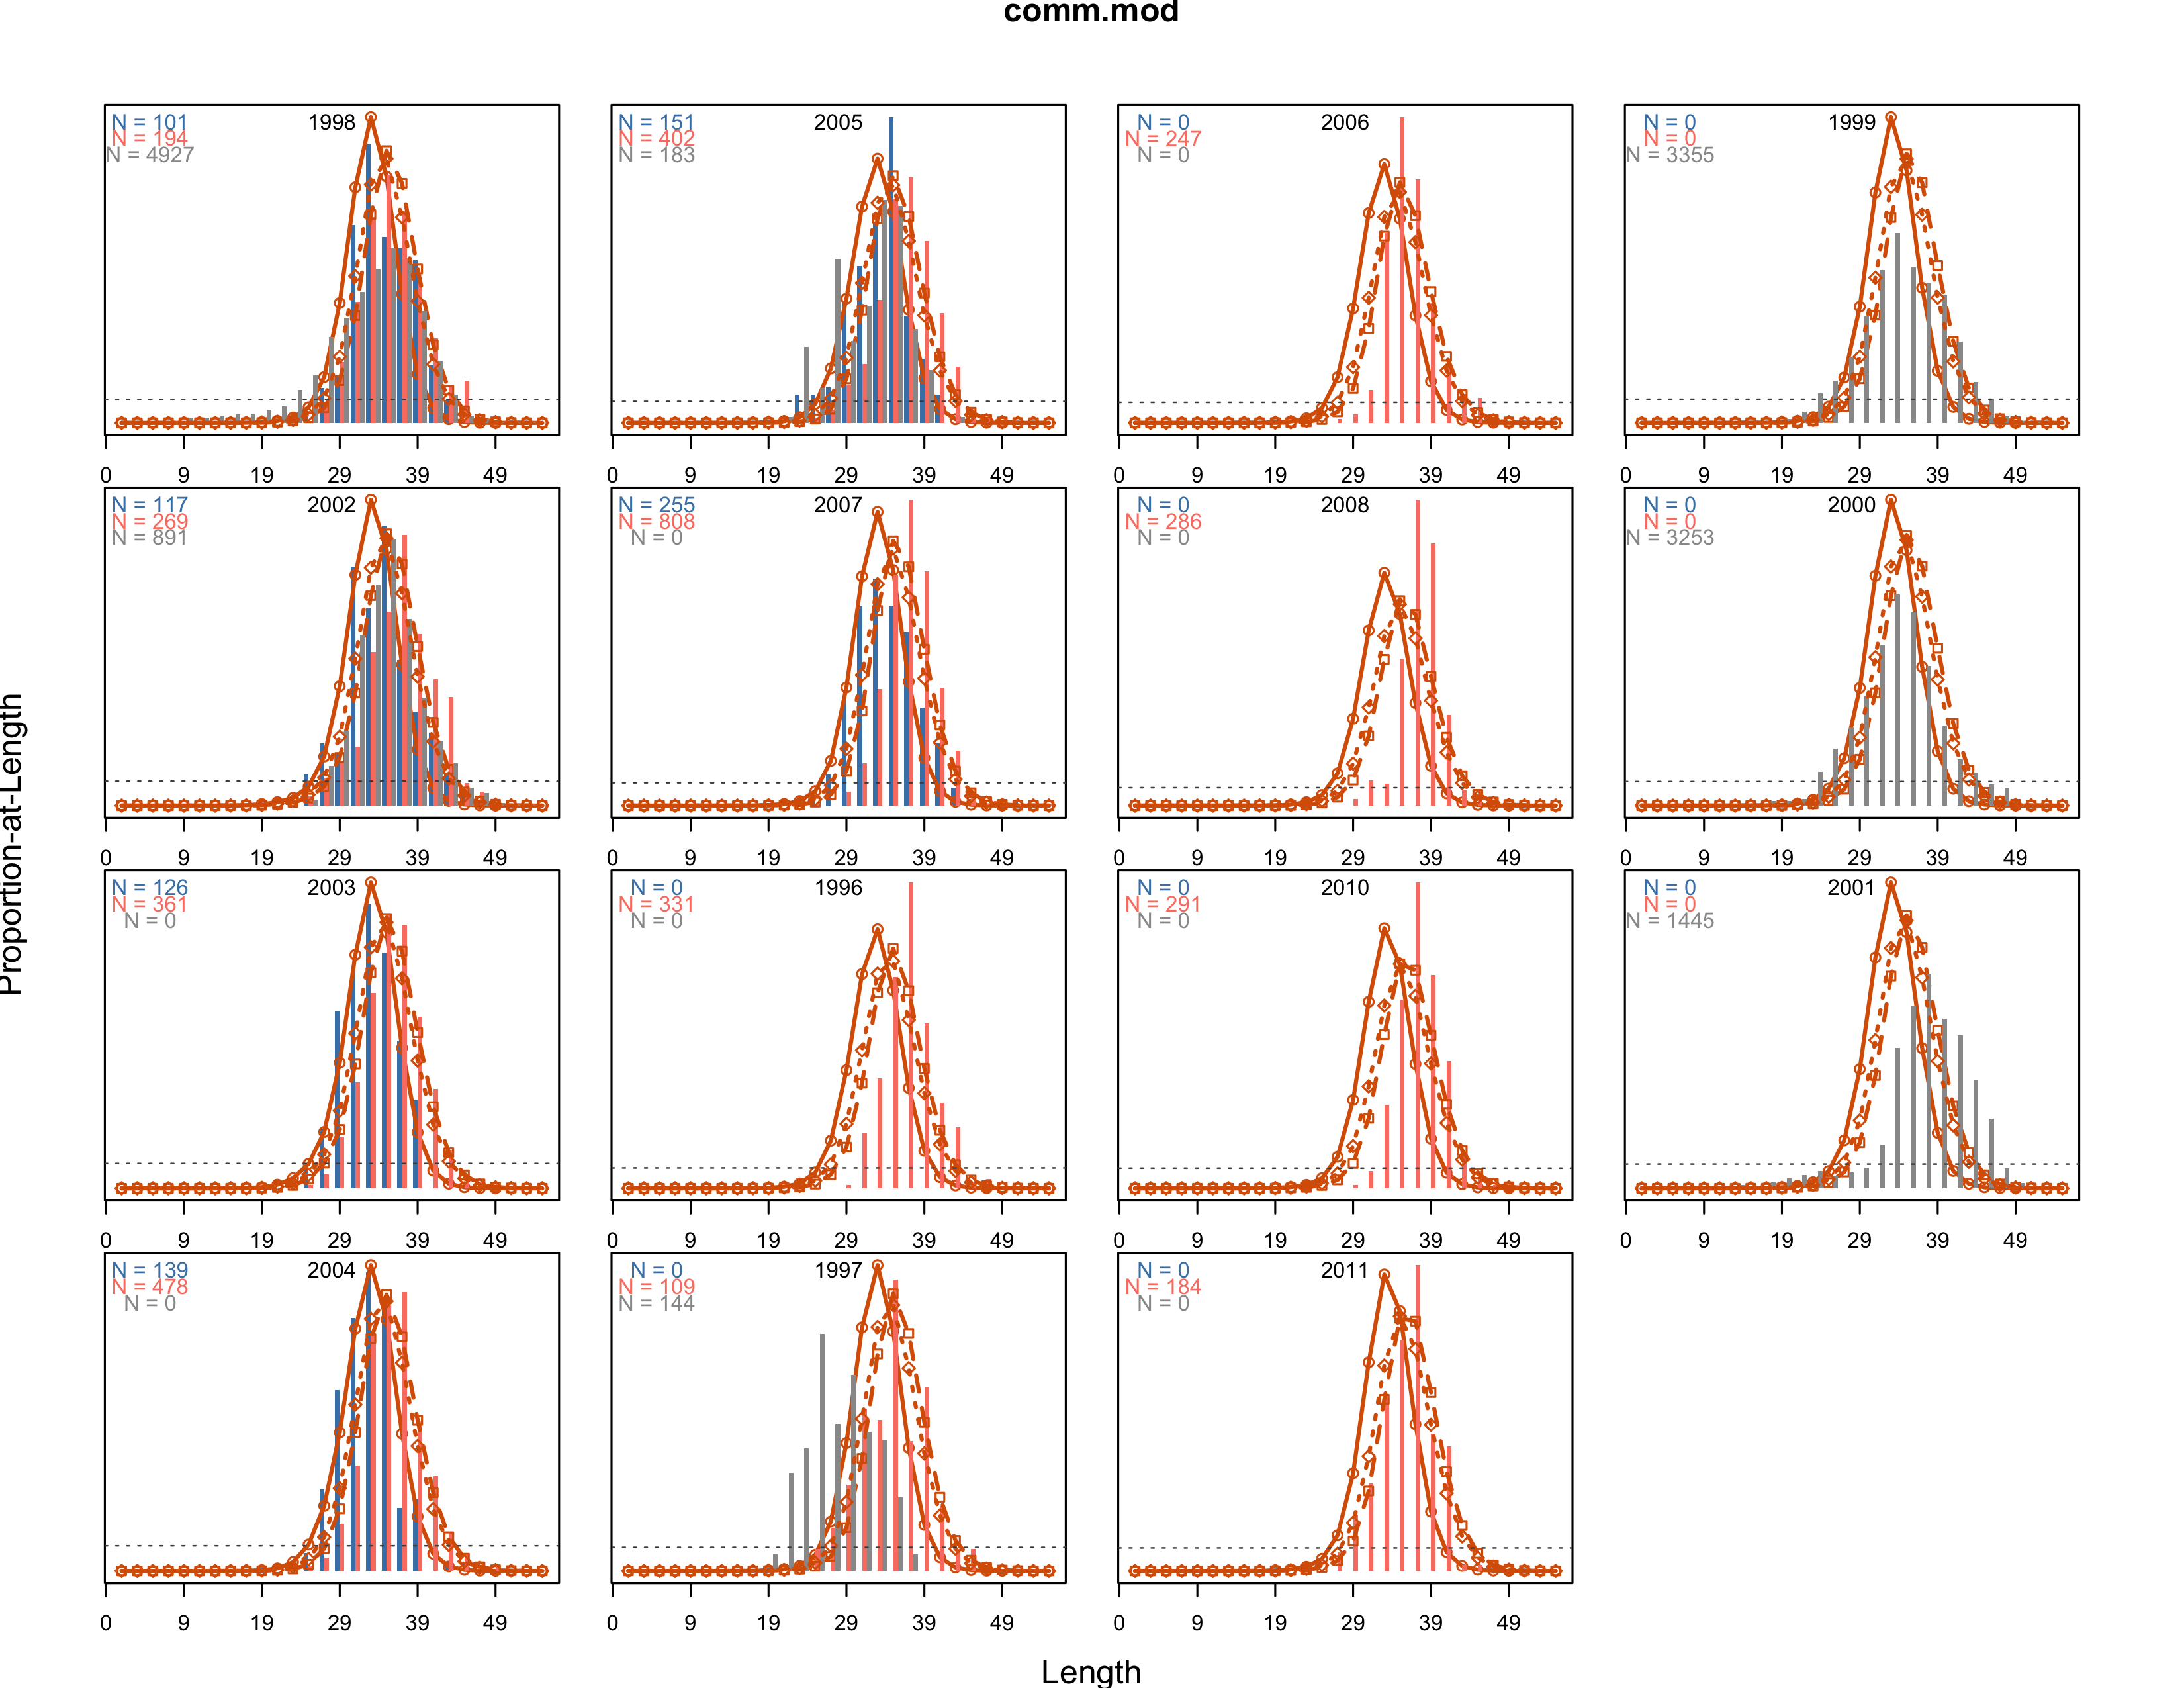 comm.mod
N = 101
1998
N = 194
N = 4927
0 9 19 29 39 49
N = 151
2005
N = 402
N = 183
0 9 19 29 39 49
N = 0
2006
N = 247
N = 0
0 9 19 29 39 49
N = 0
1999
N = 0
N = 3355
0 9 19 29 39 49
N = 117
2002
N = 269
N = 891
0 9 19 29 39 49
N = 255
2007
N = 808
N = 0
0 9 19 29 39 49
N = 0
2008
N = 286
N = 0
0 9 19 29 39 49
N = 0
2000
N = 0
N = 3253
0 9 19 29 39 49
N = 126
2003
N = 361
N = 0
0 9 19 29 39 49
N = 0
1996
N = 331
N = 0
0 9 19 29 39 49
N = 0
2010
N = 291
N = 0
0 9 19 29 39 49
N = 0
2001
N = 0
N = 1445
0 9 19 29 39 49
N = 139
2004
N = 478
N = 0
0 9 19 29 39 49
N = 0
1997
N = 109
N = 144
0 9 19 29 39 49
N = 0
2011
N = 184
N = 0
0 9 19 29 39 49
Proportion-at-Length
Length